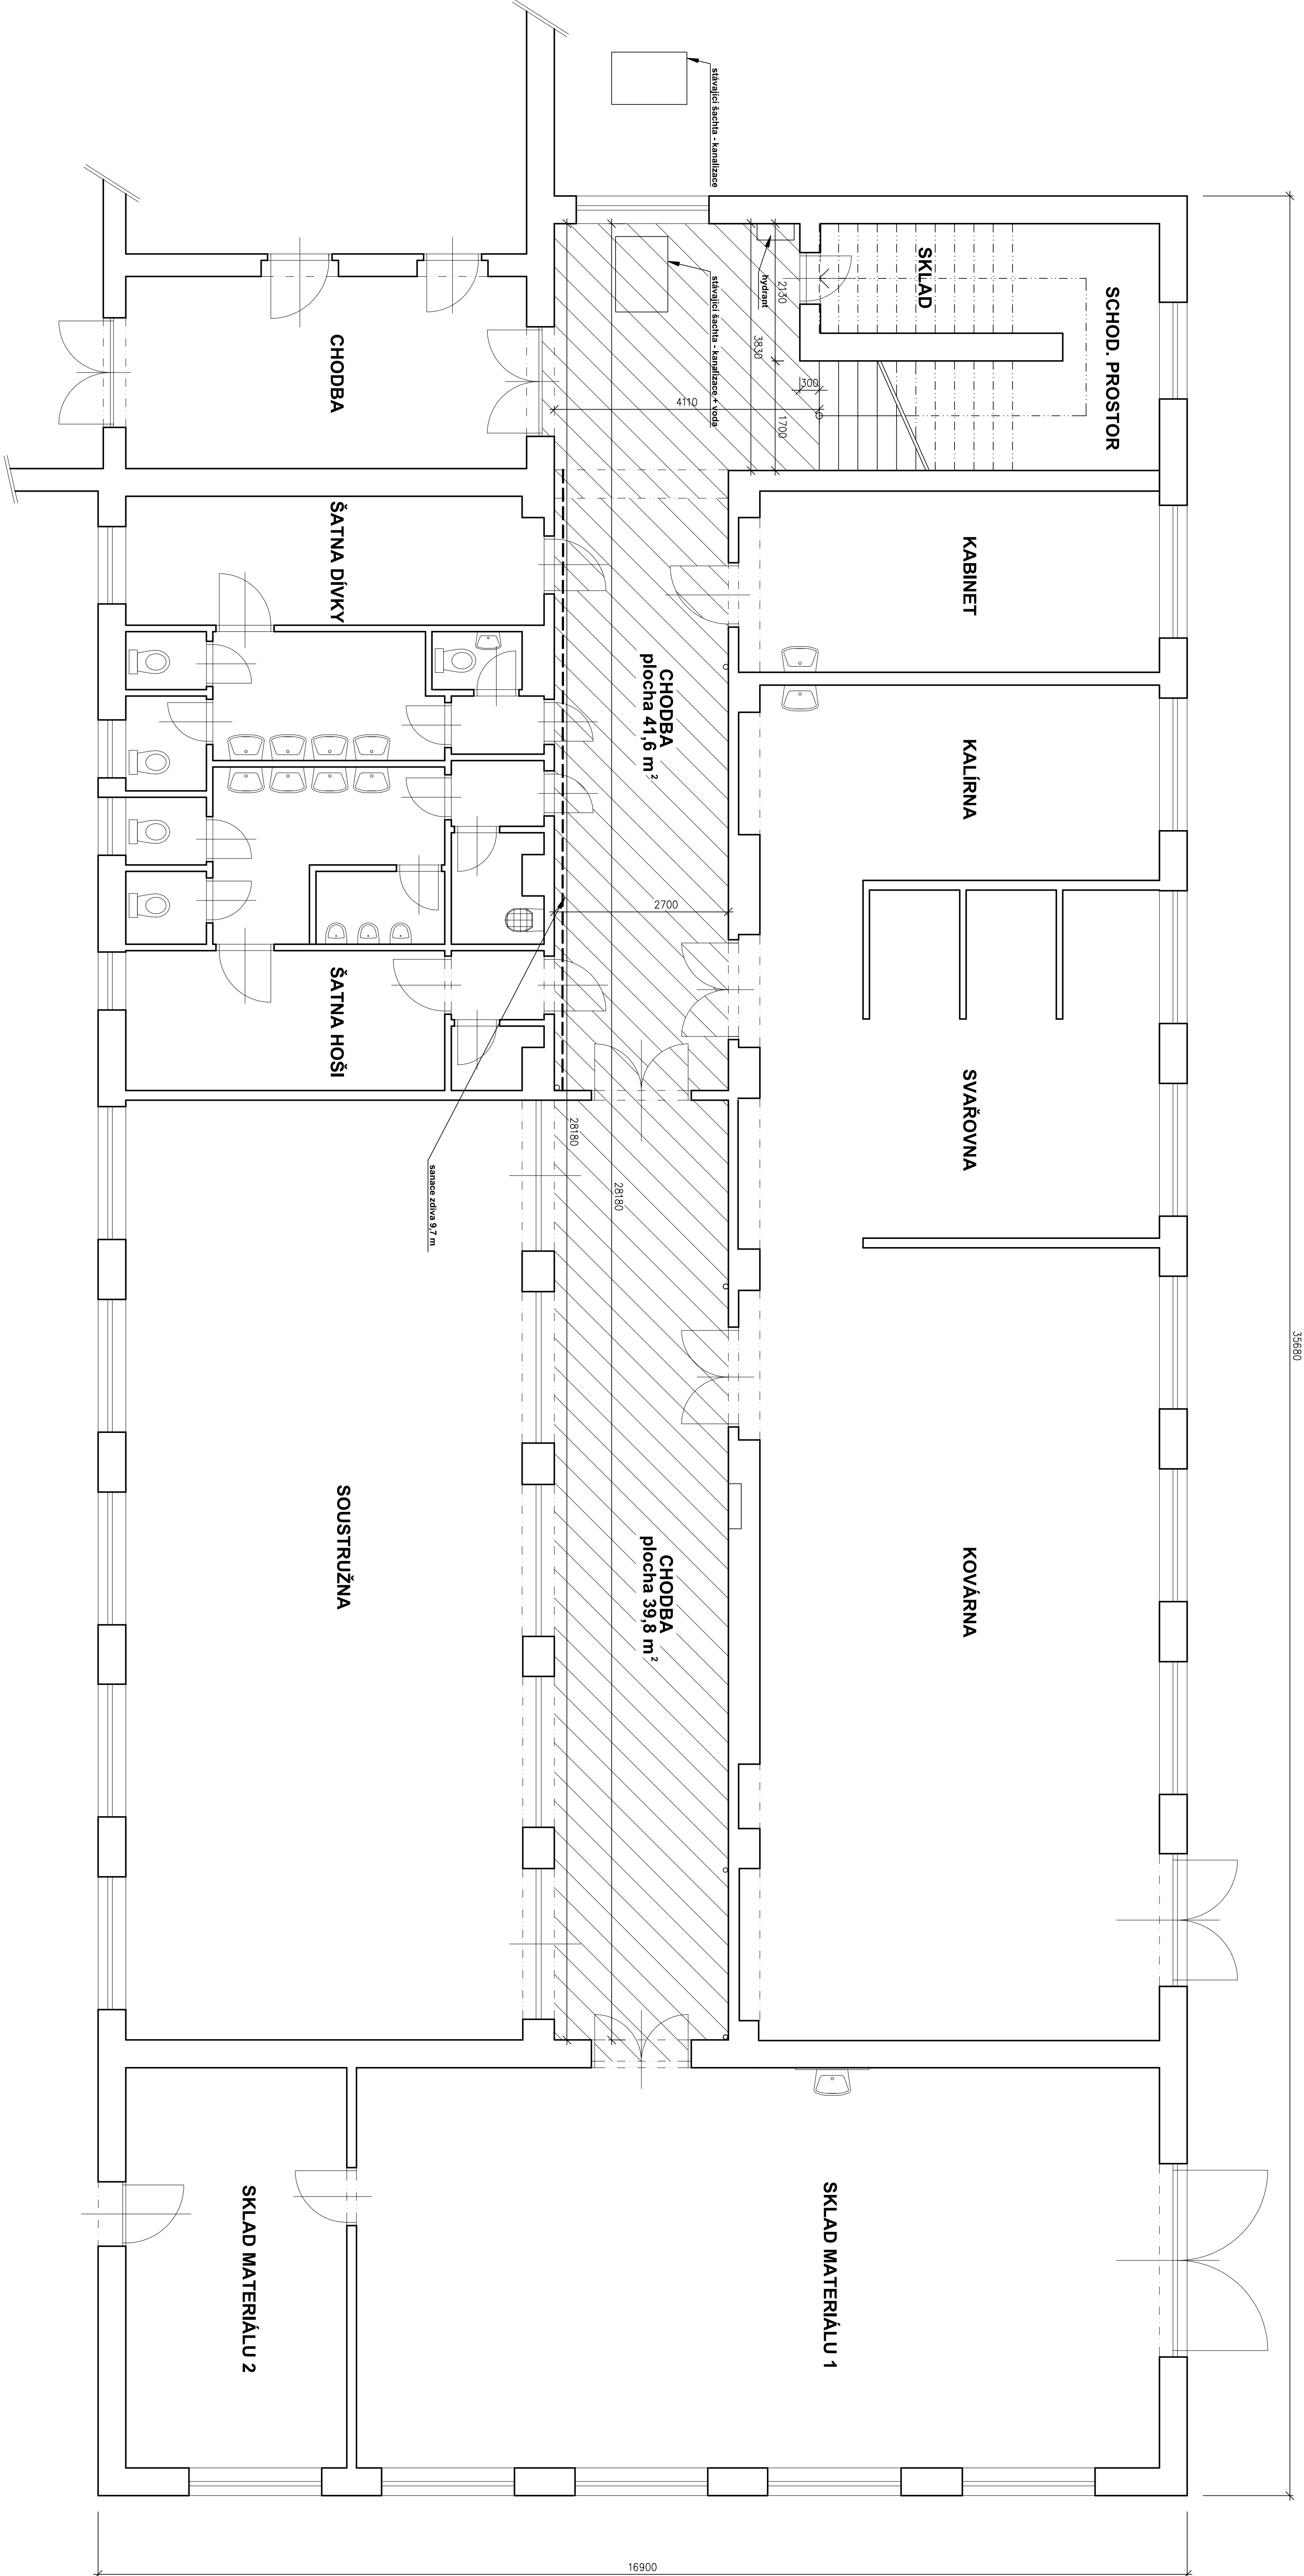 35680
stávající šachta - kanalizace
SCHOD. PROSTOR
SKLAD
KABINET
KALÍRNA
SVAŘOVNA
KOVÁRNA
SKLAD MATERIÁLU 1
hydrant
2130
3830
300
1700
4110
stávající šachta - kanalizace + voda
CHODBA
plocha 41,6 m²
2700
28180
28180
CHODBA
plocha 39,8 m²
sanace zdiva 9,7 m
CHODBA
ŠATNA DÍVKY
ŠATNA HOŠI
SOUSTRUŽNA
SKLAD MATERIÁLU 2
16900